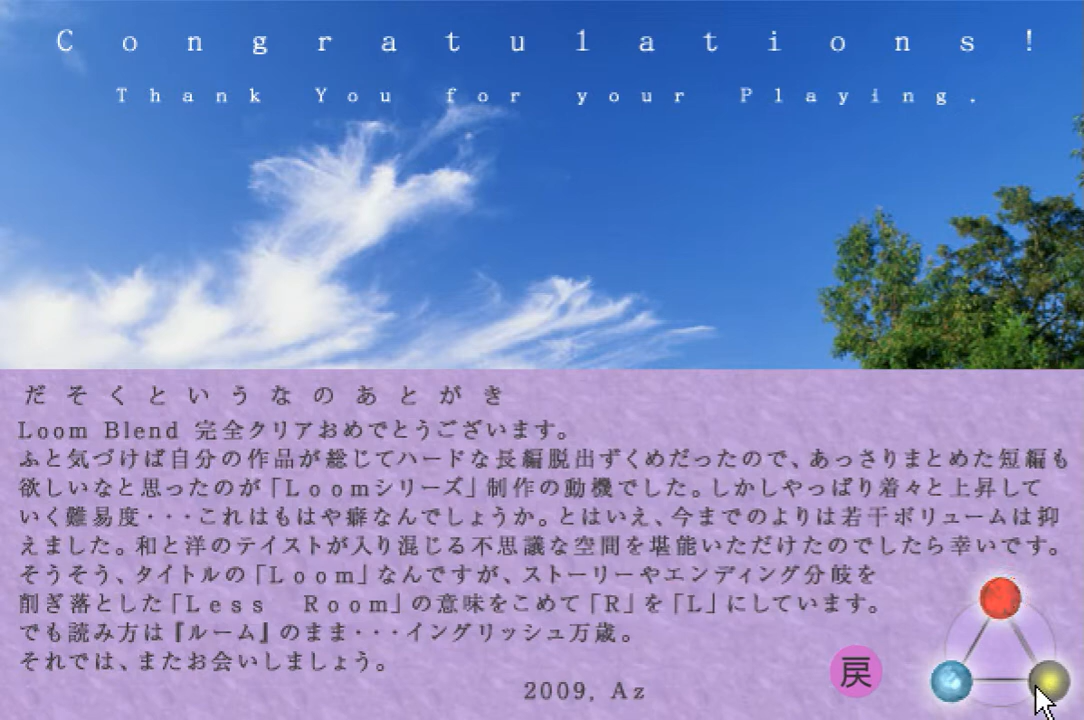 Congratulations!
Thank You for your Playing.
だそくというなのあとがき
Loom Blend 完全クリアおめでとうございます。
ふと気づけば自分の作品が総じてハードな長編脱出ずくめだったので、あっさりまとめた短編も
欲しいなと思ったのが「Ｌｏｏｍシリーズ」制作の動機でした。しかしやっぱり着々と上昇して
いく難易度・・・これはもはや癖なんでしょうか。とはいえ、今までのよりは若干ボリュームは抑
えました。和と洋のテイストが入り混じる不思議な空間を堪能いただけたのでしたら幸いです。
そうそう、タイトルの「Ｌｏｏｍ」なんですが、ストーリーやエンディング分岐を
削ぎ落とした「Ｌｅｓｓ　Ｒｏｏｍ」の意味をこめて「Ｒ」を「Ｌ」にしています。
でも読み方は『ルーム』のまま・・・イングリッシュ万歳。
それでは、またお会いしましょう。
戻
2009, Az